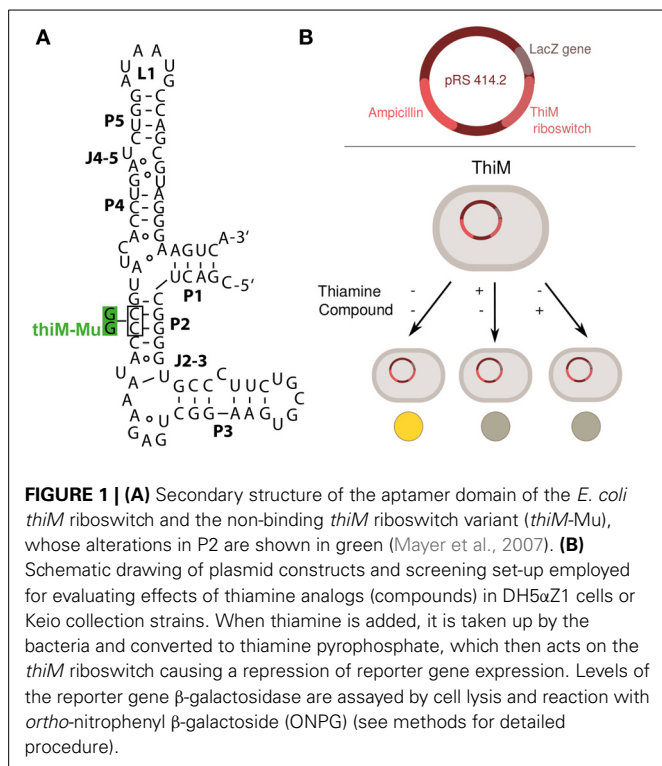 A
B
A A
U U
A L1 G
G–C
G–C
P5 U–A
C–G
J4-5 U C
A∘G
G∘U
P4 U–A
C–G
C–G
A∘G
C A AGUC A-3'
U A
U UCAG C-5'
P1
G–C
G C–G
thiM-Mu G C–G P2
A∘G
J2-3
U U GCCC C UUCU G
A C
A CGG AAGU G
A P3
G A G
LacZ gene
pRS 414.2
Ampicillin
ThiM
riboswitch
ThiM
Thiamine - + -
Compound - - +
FIGURE 1 | (A) Secondary structure of the aptamer domain of the E. coli
thiM riboswitch and the non-binding thiM riboswitch variant (thiM-Mu),
whose alterations in P2 are shown in green (Mayer et al., 2007). (B)
Schematic drawing of plasmid constructs and screening set-up employed
for evaluating effects of thiamine analogs (compounds) in DH5αZ1 cells or
Keio collection strains. When thiamine is added, it is taken up by the
bacteria and converted to thiamine pyrophosphate, which then acts on the
thiM riboswitch causing a repression of reporter gene expression. Levels of
the reporter gene β-galactosidase are assayed by cell lysis and reaction with
ortho-nitrophenyl β-galactoside (ONPG) (see methods for detailed
procedure).